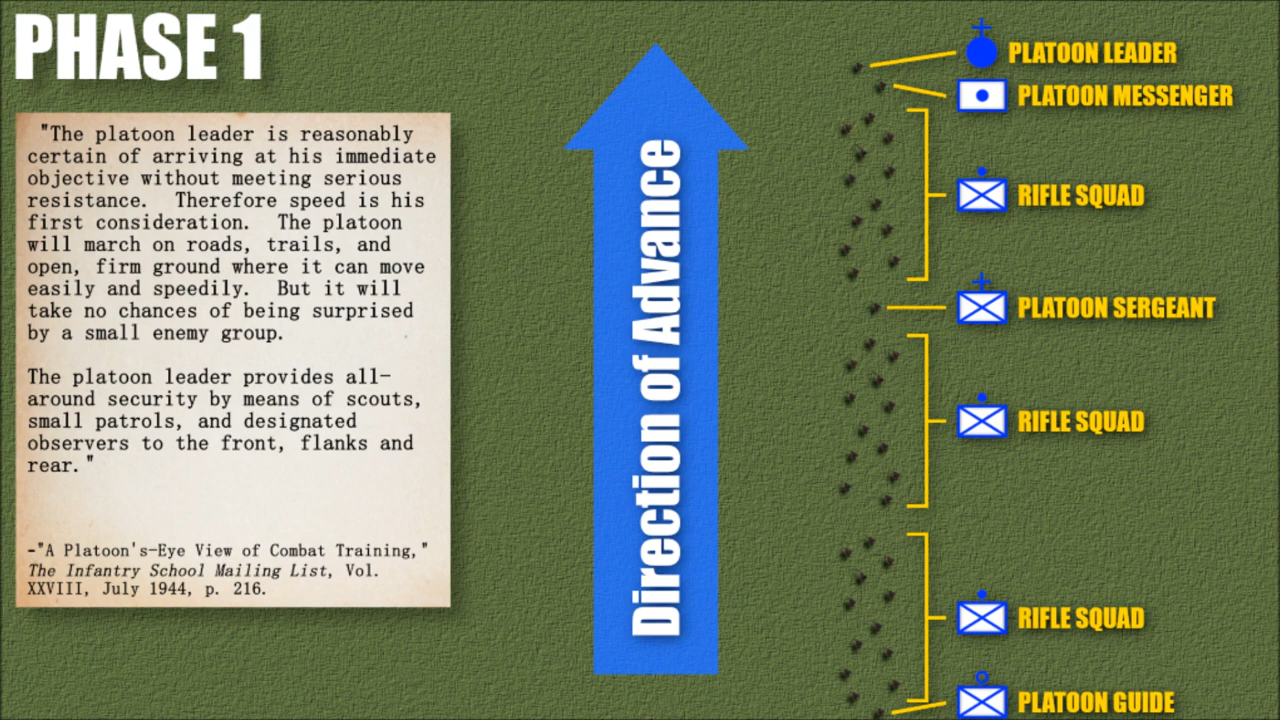 PHASE 1
"The platoon leader is reasonably
certain of arriving at his immediate
objective without meeting serious
resistance. Therefore speed is his
first consideration. The platoon
will march on roads, trails, and
open, firm ground where it can move
easily and speedily. But it will
take no chances of being surprised
by a small enemy group.
The platoon leader provides all-
around security by means of scouts,
small patrols, and designated
observers to the front, flanks and
rear."
-"A Platoon's-Eye View of Combat Training,"
The Infantry School Mailing List, Vol.
XXVIII, July 1944, p. 216.
Direction of Advance
PLATOON LEADER
PLATOON MESSENGER
RIFLE SQUAD
PLATOON SERGEANT
RIFLE SQUAD
RIFLE SQUAD
PLATOON GUIDE